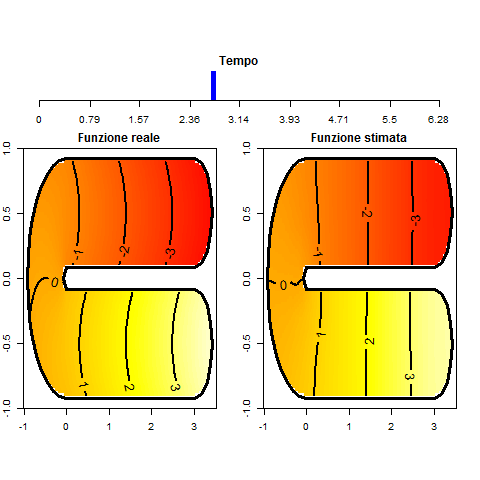 Tempo
0 0.79 1.57 2.36 3.14 3.93 4.71 5.5 6.28
Funzione reale Funzione stimata
1.0 1.0
0.5 0.5
0.0 0.0
-0.5 -0.5
-1.0 -1.0
-1 -2 -3 -1 -2 -3
0 0
1 2 3 1 2 3
-1 0 1 2 3 -1 0 1 2 3